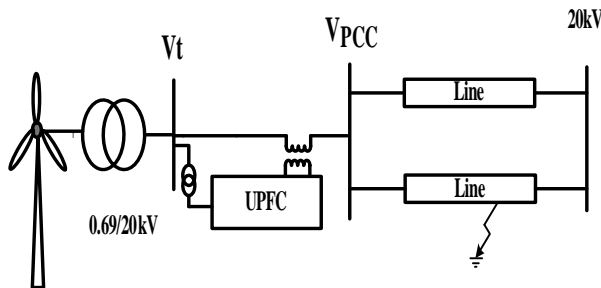 20kV
Vt
VPCC
Line
Line
UPFC
0.69/20kV